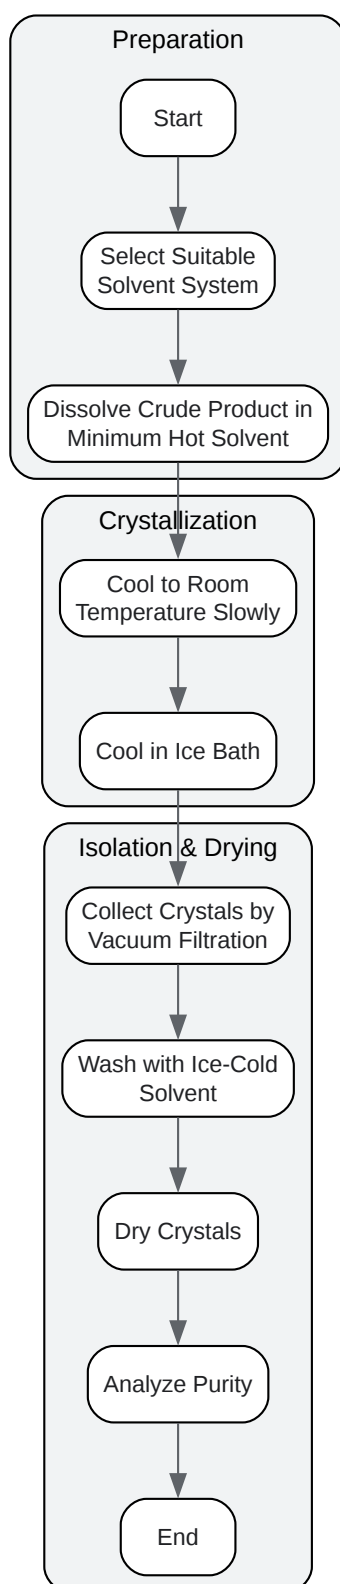 Preparation
Start
Select Suitable
Solvent System
Dissolve Crude Product in
Minimum Hot Solvent
Crystallization
Cool to Room
Temperature Slowly
Cool in Ice Bath
Isolation & Drying
Collect Crystals by
Vacuum Filtration
Wash with Ice-Cold
Solvent
Dry Crystals
Analyze Purity
End